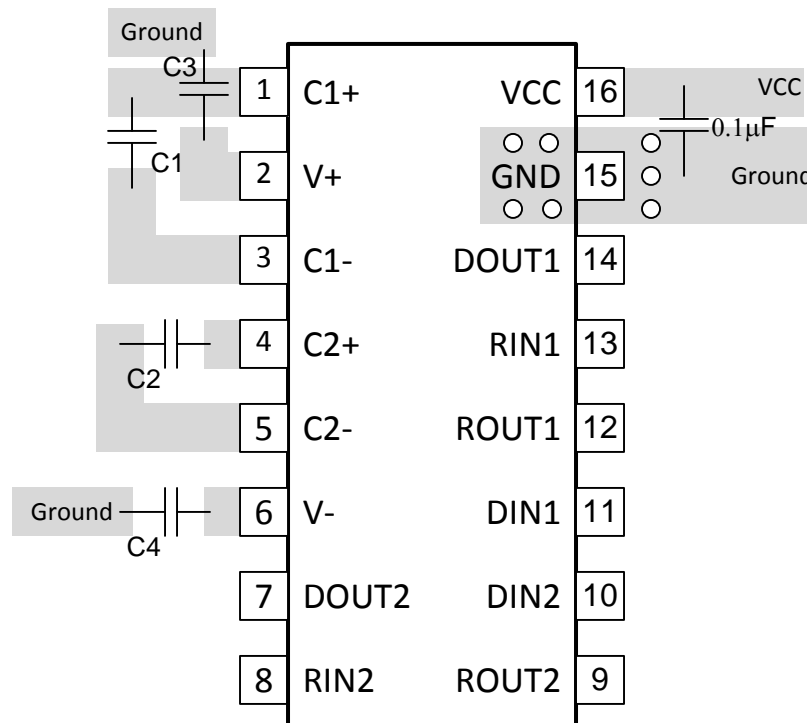 Ground
C3
1 C1+ VCC 16 VCC
0.1μF
C1
2 V+ GND 15 Ground
3 C1- DOUT1 14
4 C2+ RIN1 13
C2
5 C2- ROUT1 12
Ground 6 V- DIN1 11
C4
7 DOUT2 DIN2 10
8 RIN2 ROUT2 9